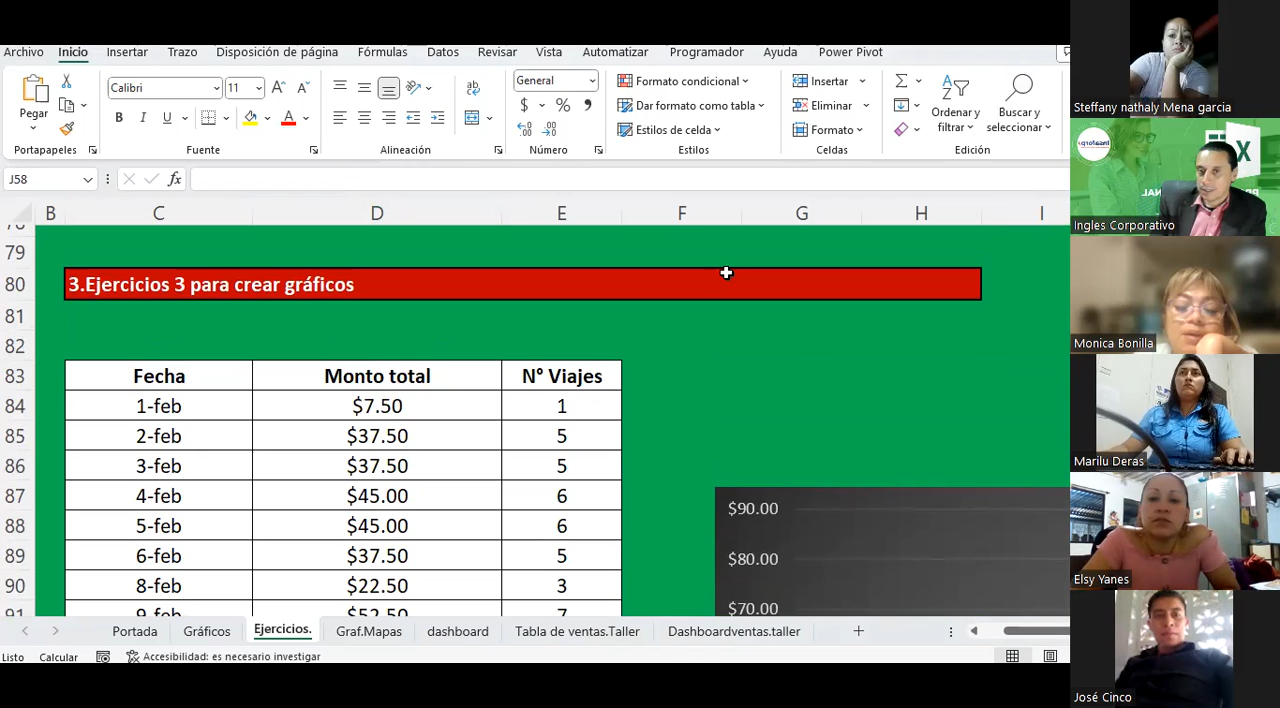 Archivo Inicio Insertar Trazo Disposición de página Fórmulas Datos Revisar Vista Automatizar Programador Ayuda Power Pivot
Pegar
Portapapeles
Calibri 11
N K S
A A
Fuente
Alineación
General
$ % 
Número
Formato condicional
Dar formato como tabla
Estilos de celda
Estilos
Insertar
Eliminar
Formato
Celdas
Ordenar y filtrar
Buscar y seleccionar
Edición
J58
fx
B C D E F G H I
79
80 3.Ejercicios 3 para crear gráficos
81
82
83 Fecha Monto total N° Viajes
84 1-feb $7.50 1
85 2-feb $37.50 5
86 3-feb $37.50 5
87 4-feb $45.00 6
88 5-feb $45.00 6
89 6-feb $37.50 5
90 8-feb $22.50 3
91 9-feb $52.50 7
$90.00
$80.00
$70.00
Portada Gráficos Ejercicios. Graf.Mapas dashboard Tabla de ventas.Taller Dashboardventas.taller
Listo Calcular Accesibilidad: es necesario investigar
Steffany nathaly Mena garcia
Ingles Corporativo
Monica Bonilla
Marilu Deras
Elsy Yanes
José Cinco